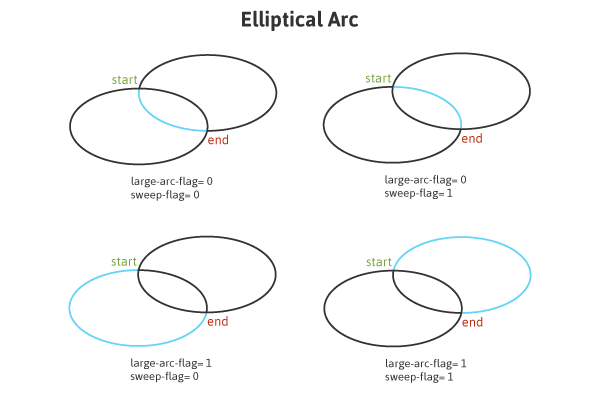 Elliptical Arc
start
end
large-arc-flag= 0
sweep-flag= 0
start
end
large-arc-flag= 0
sweep-flag= 1
start
end
large-arc-flag= 1
sweep-flag= 0
start
end
large-arc-flag= 1
sweep-flag= 1